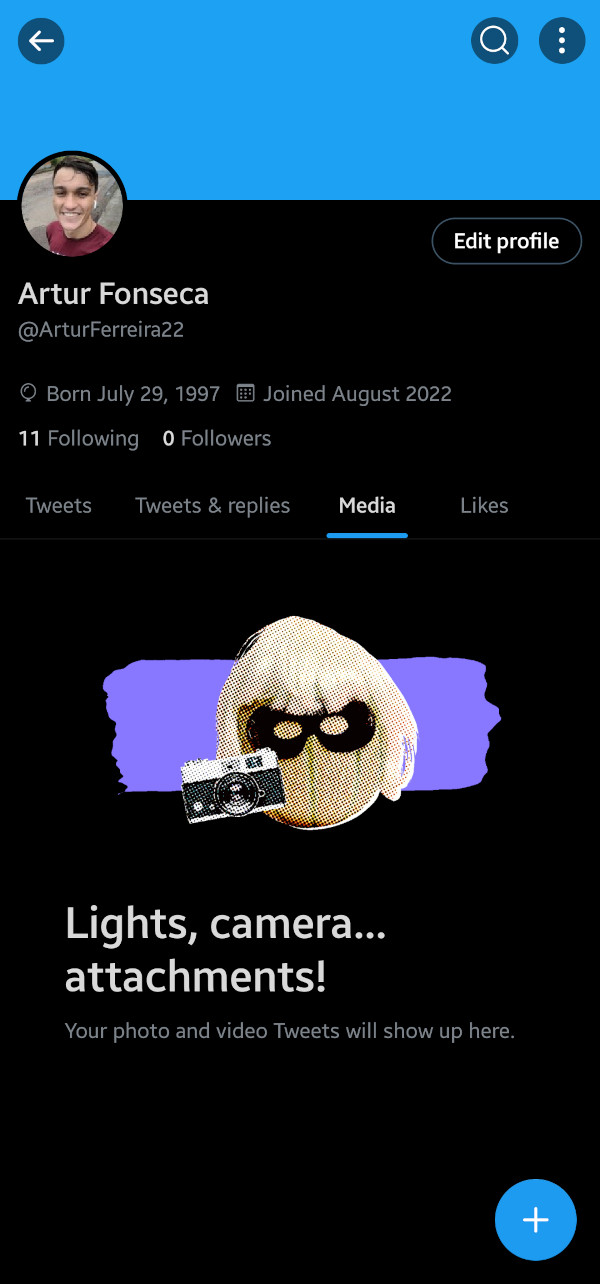 Edit profile
Artur Fonseca
@ArturFerreira22
Born July 29, 1997 Joined August 2022
11 Following 0 Followers
Tweets Tweets & replies Media Likes
Lights, camera...
attachments!
Your photo and video Tweets will show up here.